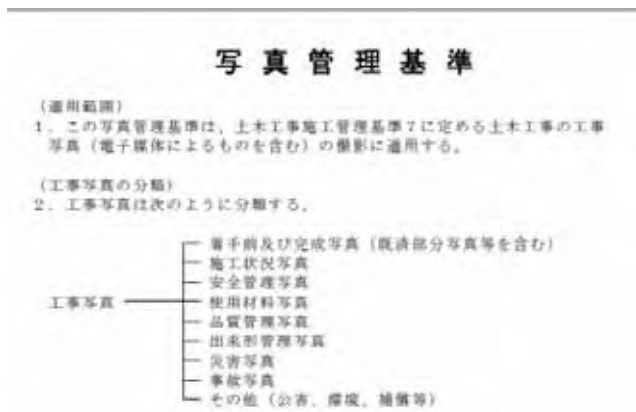 写真管理基準
（適用範囲）
1．この写真管理基準は、土木工事施工管理基準7に定める土木工事の工事
写真（電子媒体によるものを含む）の撮影に適用する。
（工事写真の分類）
2．工事写真は次のように分類する。
着手前及び完成写真（既済部分写真等を含む）
施工状況写真
安全管理写真
工事写真 使用材料写真
品質管理写真
出来形管理写真
災害写真
事故写真
その他（公害、環境、補償等）